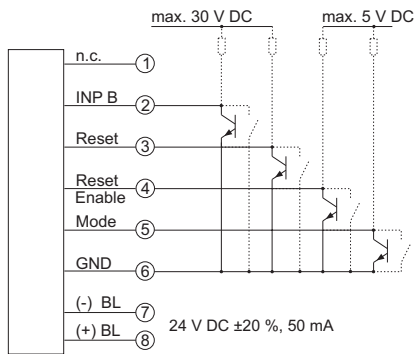 max. 30 V DC
max. 5 V DC
n.c.
1
INP B
2
Reset
3
Reset
Enable
4
Mode
5
GND
6
(-) BL
7
24 V DC ±20 %, 50 mA
(+) BL
8